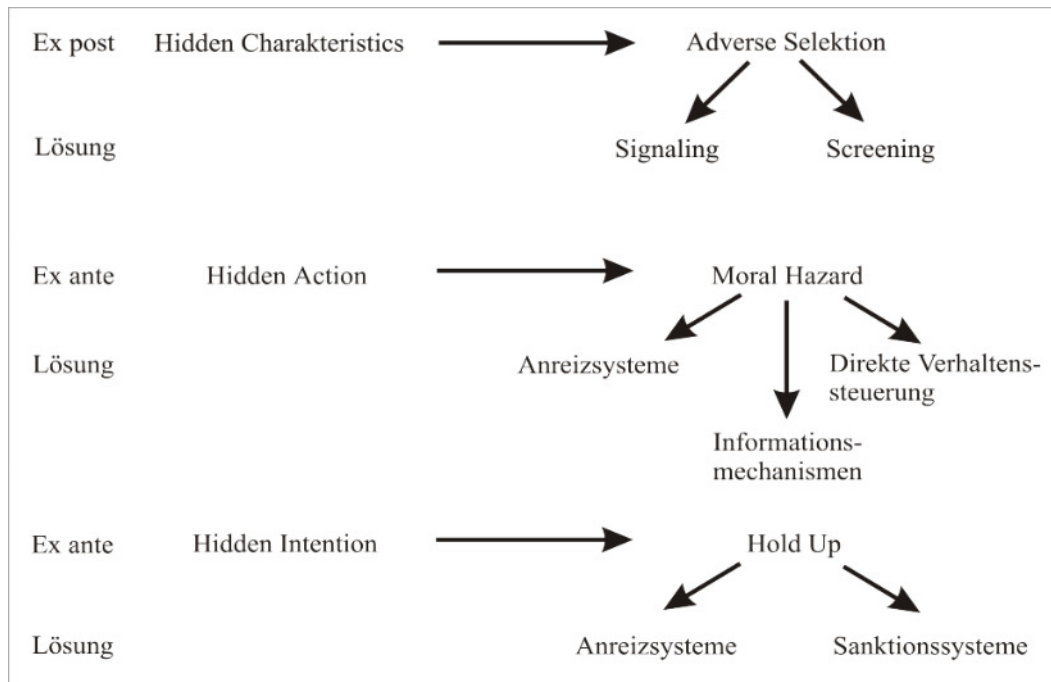 Ex post Hidden Charakteristics Adverse Selektion
Lösung Signaling Screening
Ex ante Hidden Action Moral Hazard
Lösung Anreizsysteme Direkte Verhaltens-
steuerung
Informations-
mechanismen
Ex ante Hidden Intention Hold Up
Lösung Anreizsysteme Sanktionssysteme